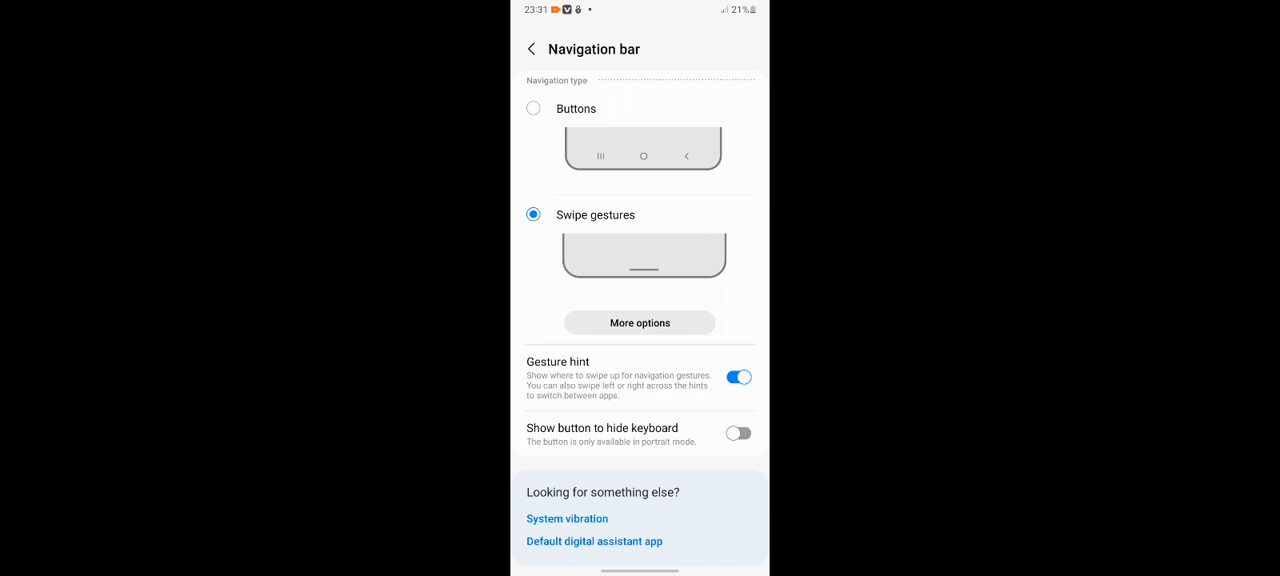 23:31
21%
Navigation bar
Navigation type
Buttons
Swipe gestures
More options
Gesture hint
Show where to swipe up for navigation gestures.
You can also swipe left or right across the hints
to switch between apps.
Show button to hide keyboard
The button is only available in portrait mode.
Looking for something else?
System vibration
Default digital assistant app